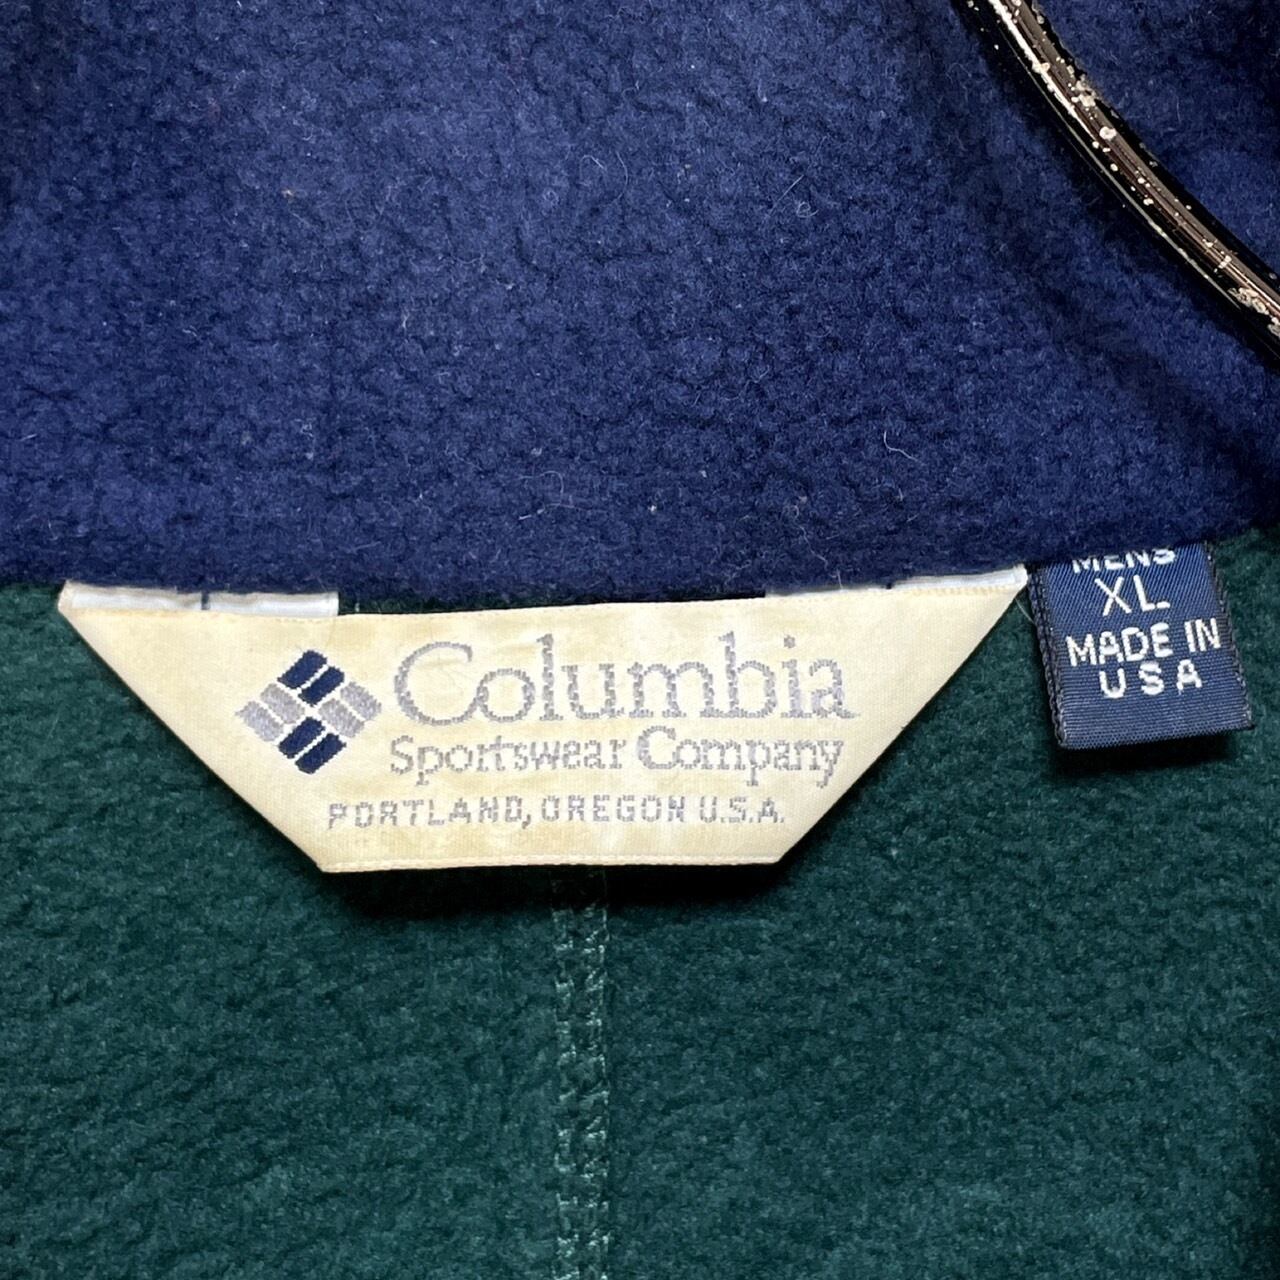 Columbia
Sportswear Company
PORTLAND, OREGON U.S.A.
MENS
XL
MADE IN
USA